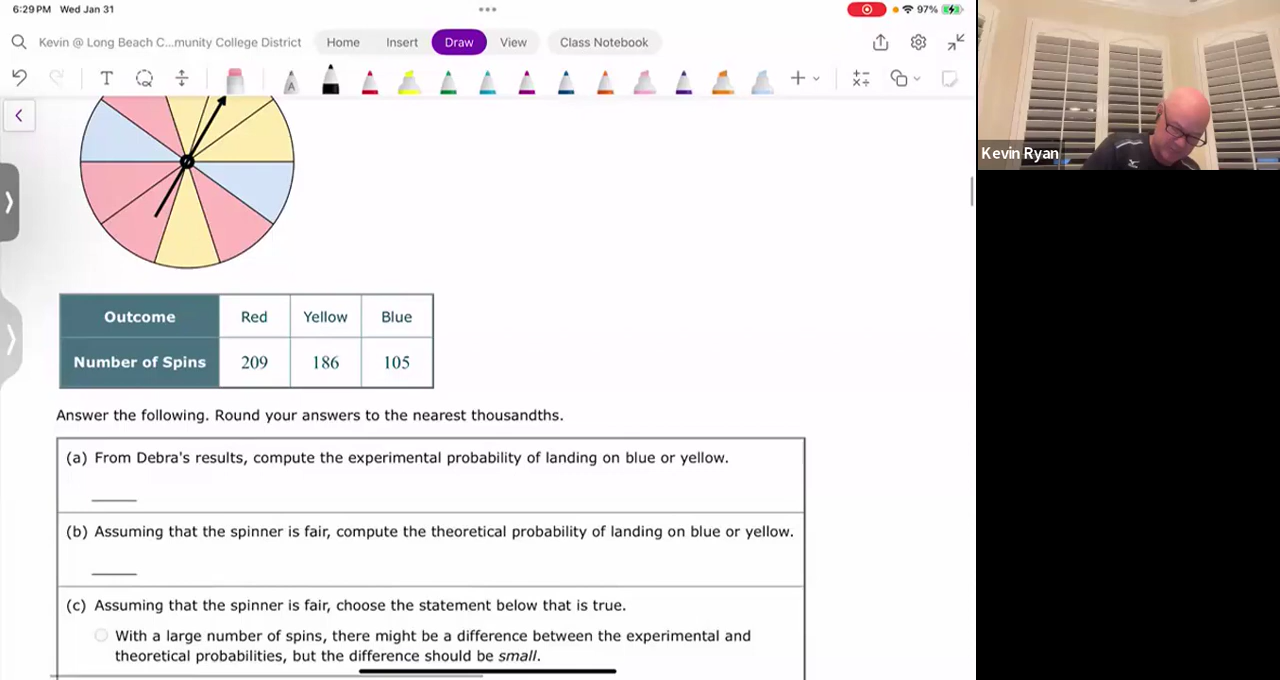 6:29 PM Wed Jan 31
97%
Kevin @ Long Beach C...munity College District
Home
Insert
Draw
View
Class Notebook
T
A
Kevin Ryan
Outcome Red Yellow Blue
Number of Spins 209 186 105
Answer the following. Round your answers to the nearest thousandths.
(a) From Debra's results, compute the experimental probability of landing on blue or yellow.
(b) Assuming that the spinner is fair, compute the theoretical probability of landing on blue or yellow.
(c) Assuming that the spinner is fair, choose the statement below that is true.
With a large number of spins, there might be a difference between the experimental and
theoretical probabilities, but the difference should be small.